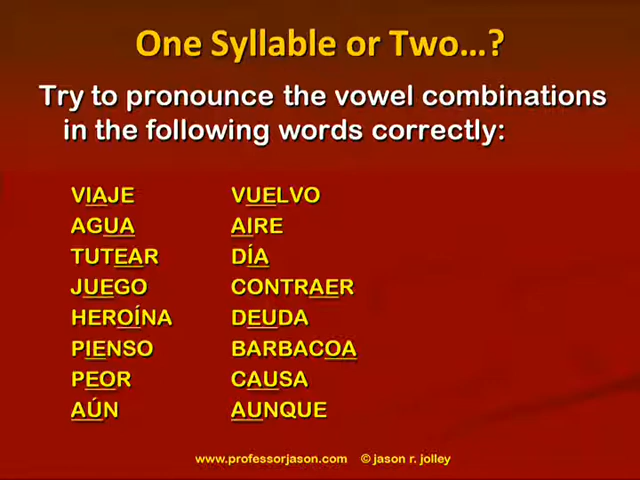 One Syllable or Two…?
Try to pronounce the vowel combinations
in the following words correctly:
VIAJE
AGUA
TUTEAR
JUEGO
HEROÍNA
PIENSO
PEOR
AÚN
VUELVO
AIRE
DÍA
CONTRAER
DEUDA
BARBACOA
CAUSA
AUNQUE
www.professorjason.com © jason r. jolley